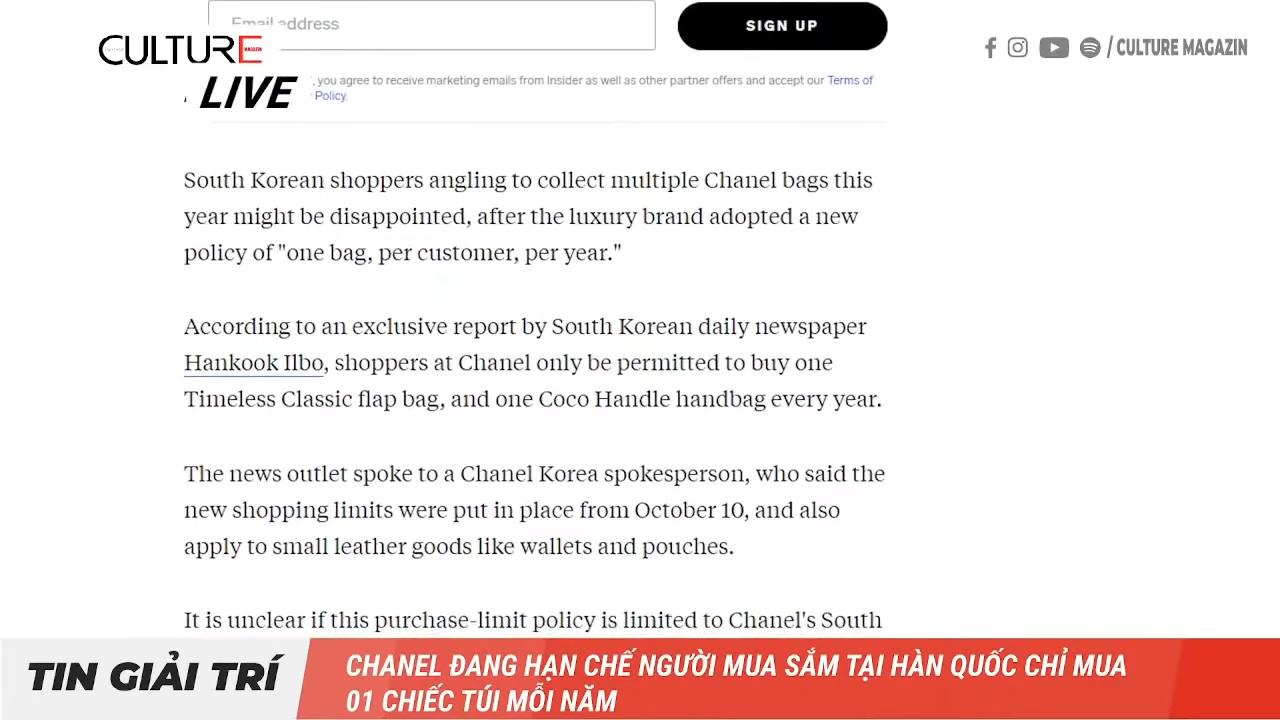 Email address
SIGN UP
CULTURE
MAGAZIN
/ CULTURE MAGAZIN
LIVE
, you agree to receive marketing emails from Insider as well as other partner offers and accept our Terms of
Policy.
South Korean shoppers angling to collect multiple Chanel bags this
year might be disappointed, after the luxury brand adopted a new
policy of "one bag, per customer, per year."
According to an exclusive report by South Korean daily newspaper
Hankook Ilbo, shoppers at Chanel only be permitted to buy one
Timeless Classic flap bag, and one Coco Handle handbag every year.
The news outlet spoke to a Chanel Korea spokesperson, who said the
new shopping limits were put in place from October 10, and also
apply to small leather goods like wallets and pouches.
It is unclear if this purchase-limit policy is limited to Chanel's South
TIN GIẢI TRÍ
CHANEL ĐANG HẠN CHẾ NGƯỜI MUA SẮM TẠI HÀN QUỐC CHỈ MUA
01 CHIẾC TÚI MỖI NĂM